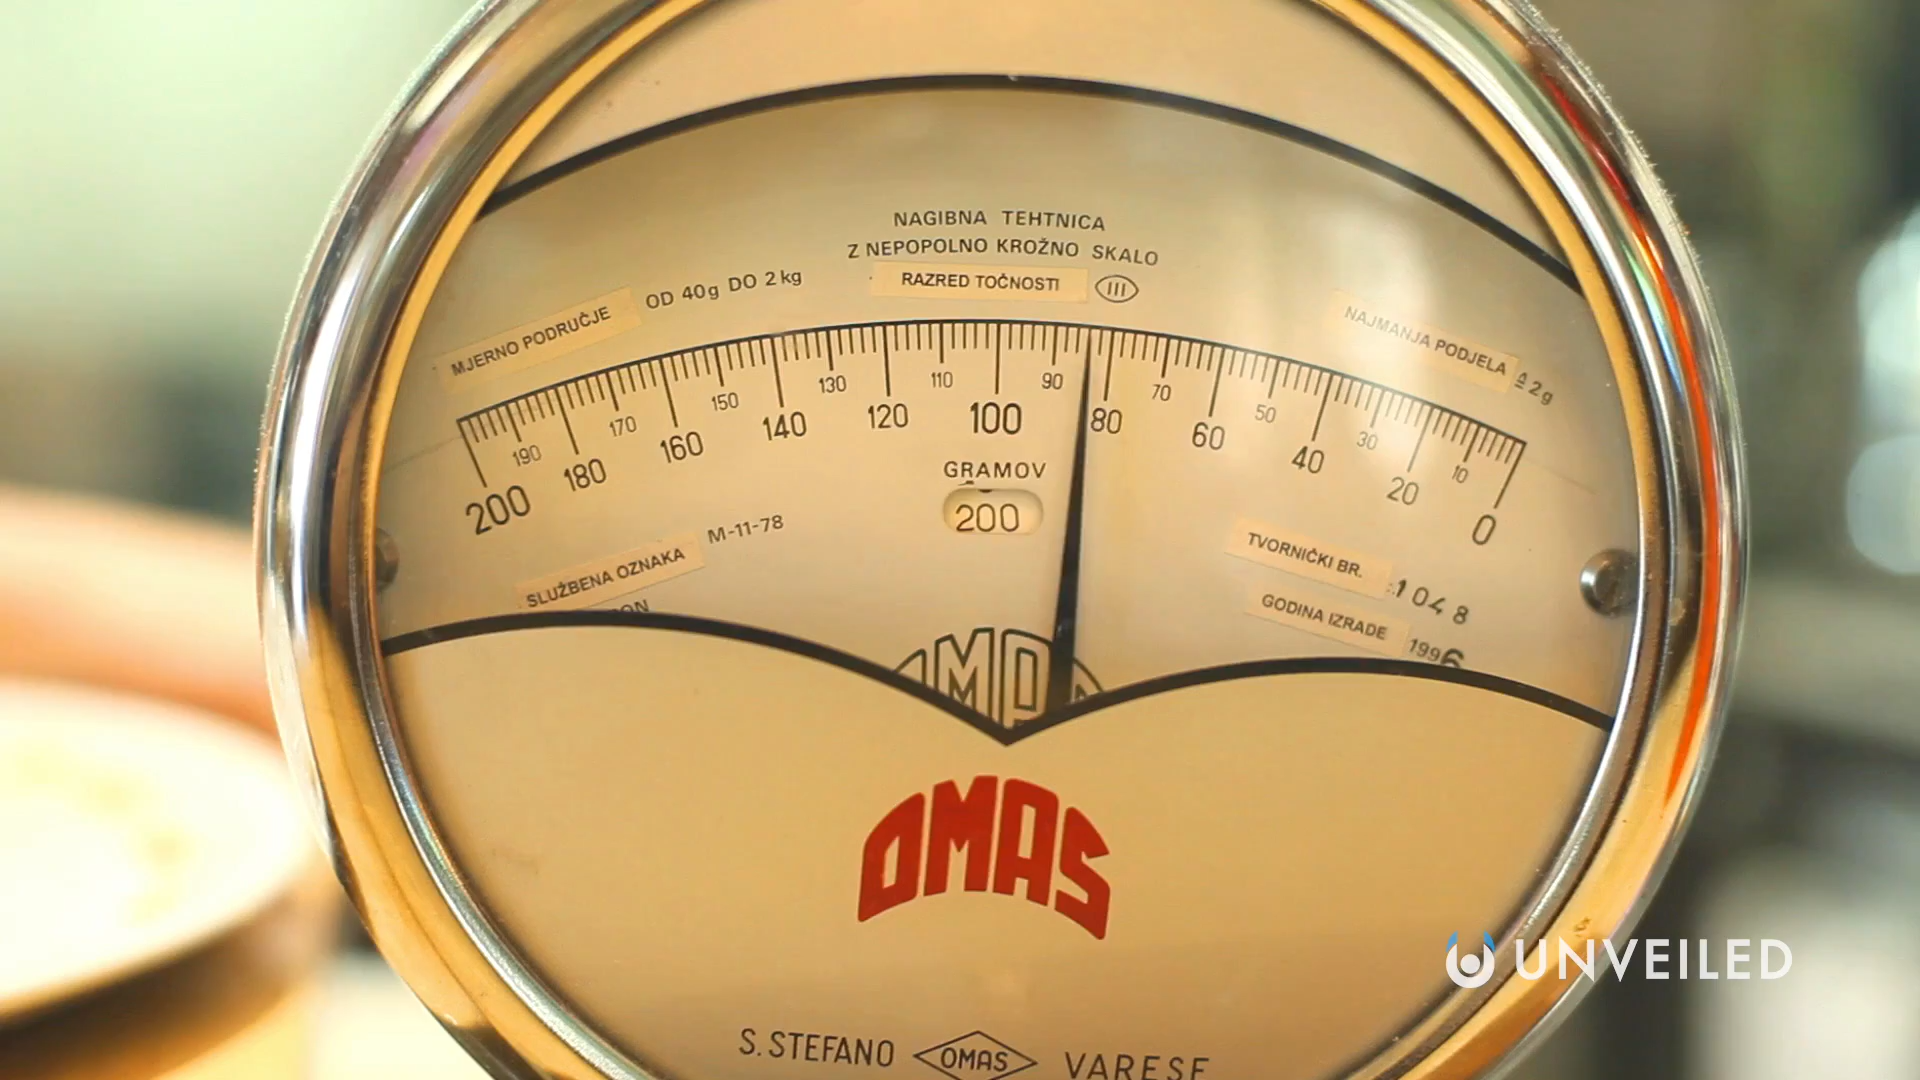 NAGIBNA TEHTNICA
Z NEPOPOLNO KROŽNO SKALO
RAZRED TOČNOSTI III
MJERNO PODRUČJE OD 40g DO 2kg
NAJMANJA PODJELA ≙ 2g
200 190 180 170 160 150 140 130 120 110 100 90 80 70 60 50 40 30 20 10 0
GRAMOV
200
SLUŽBENA OZNAKA M-11-78
TVORNIČKI BR. 1048
GODINA IZRADE 1996
OMAS
S. STEFANO OMAS VARESE
UNVEILED